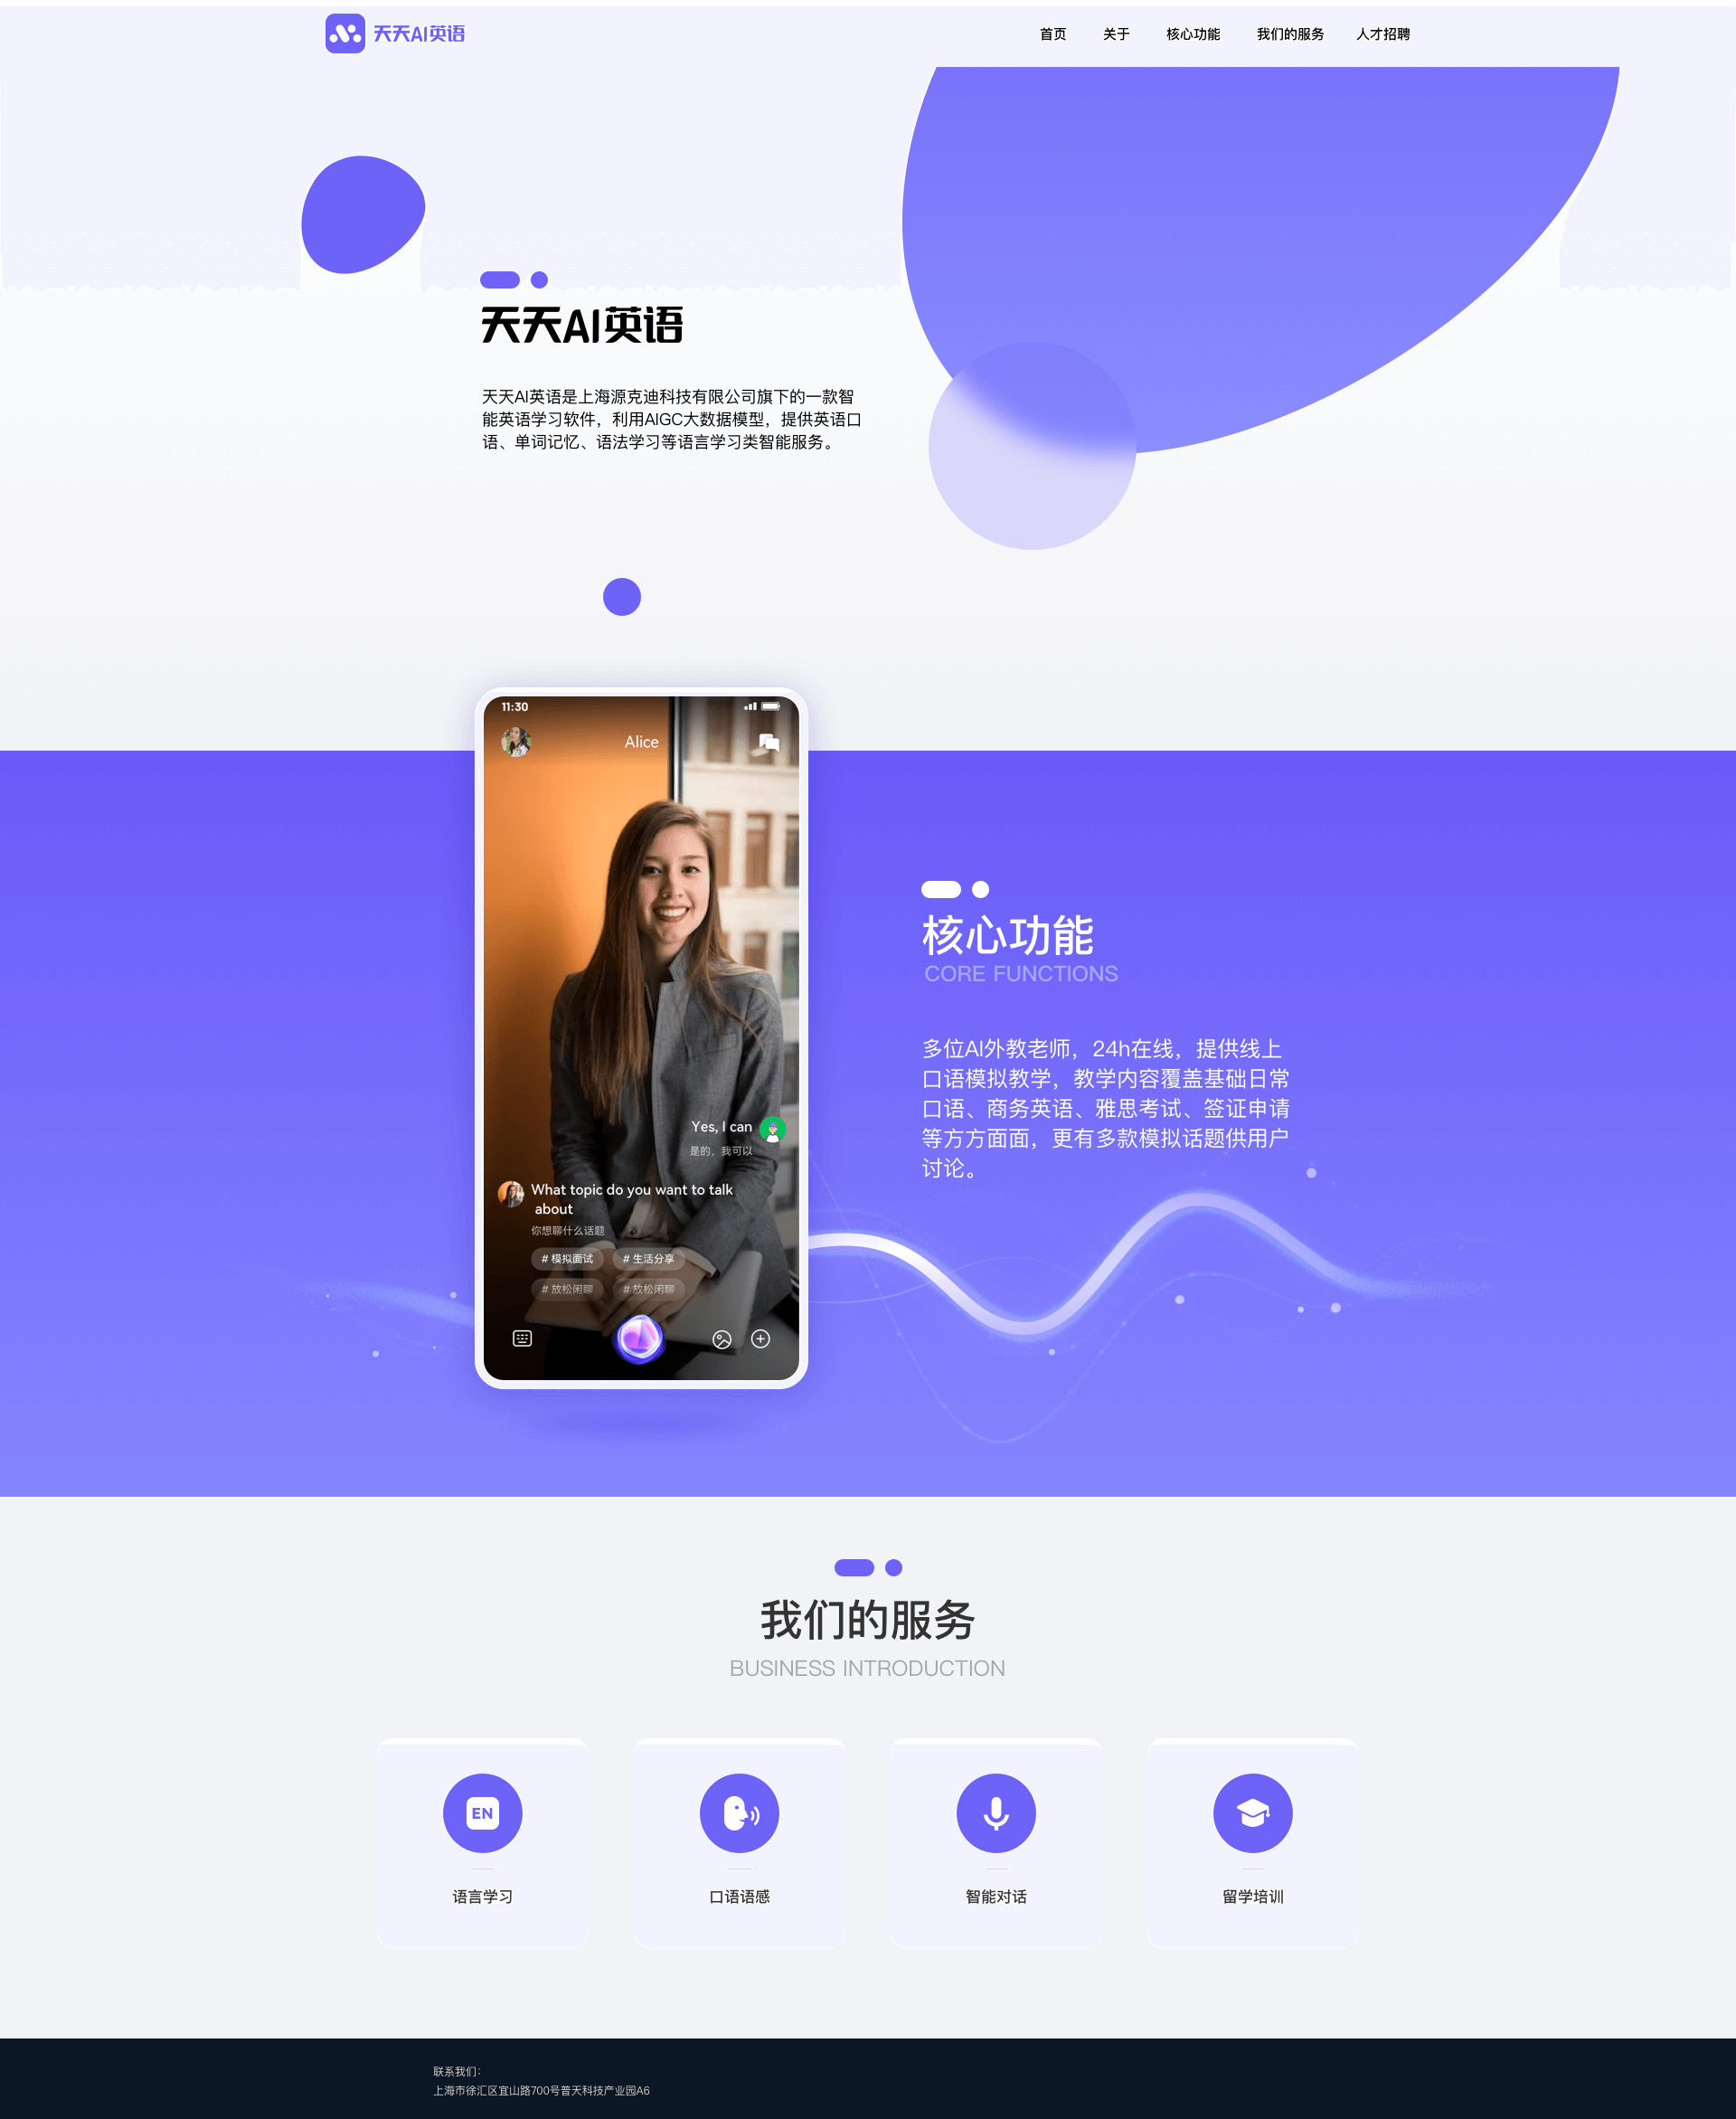 天天AI英语
首页 关于 核心功能 我们的服务 人才招聘
天天AI英语
天天AI英语是上海源克迪科技有限公司旗下的一款智
能英语学习软件，利用AIGC大数据模型，提供英语口
语、单词记忆、语法学习等语言学习类智能服务。
11:30
Alice
Yes, I can
是的，我可以
What topic do you want to talk
about
你想聊什么话题
# 模拟面试 # 生活分享
# 放松闲聊 # 放松闲聊
核心功能
CORE FUNCTIONS
多位AI外教老师，24h在线，提供线上
口语模拟教学，教学内容覆盖基础日常
口语、商务英语、雅思考试、签证申请
等方方面面，更有多款模拟话题供用户
讨论。
我们的服务
BUSINESS INTRODUCTION
EN
语言学习 口语语感 智能对话 留学培训
联系我们：
上海市徐汇区宜山路700号普天科技产业园A6